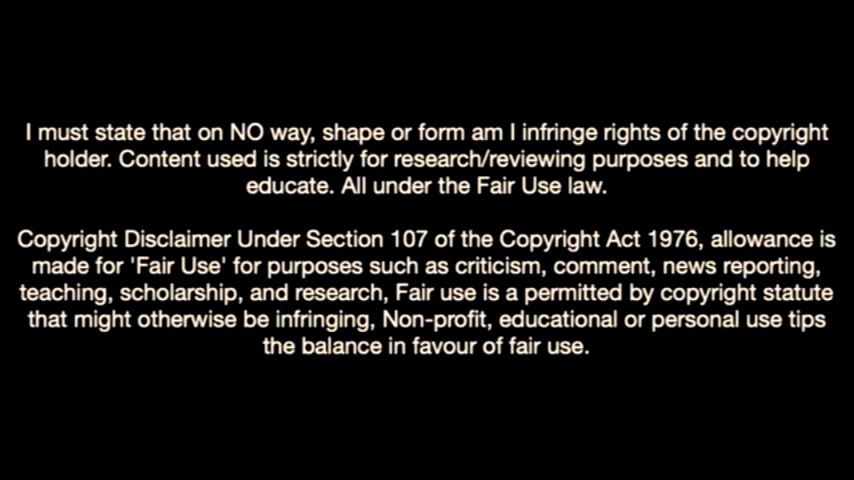 I must state that on NO way, shape or form am I infringe rights of the copyright
holder. Content used is strictly for research/reviewing purposes and to help
educate. All under the Fair Use law.
Copyright Disclaimer Under Section 107 of the Copyright Act 1976, allowance is
made for 'Fair Use' for purposes such as criticism, comment, news reporting,
teaching, scholarship, and research, Fair use is a permitted by copyright statute
that might otherwise be infringing, Non-profit, educational or personal use tips
the balance in favour of fair use.